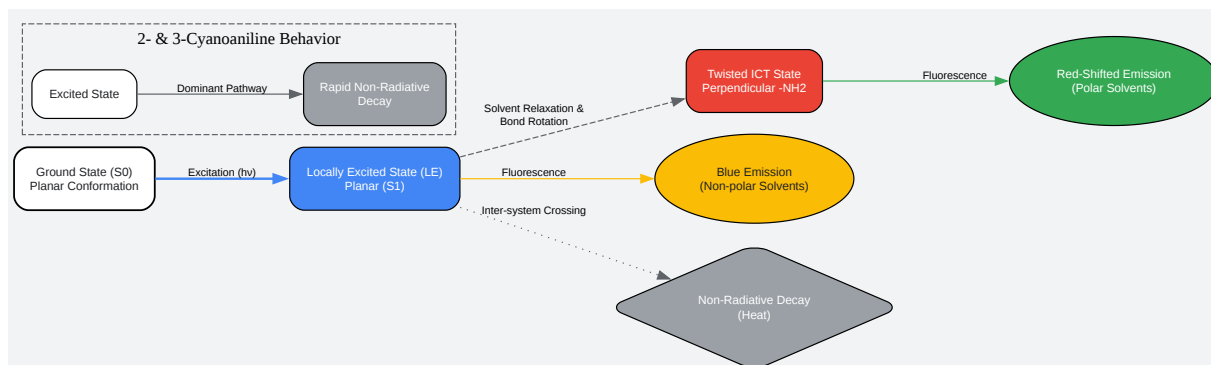 2- & 3-Cyanoaniline Behavior
Excited State
Dominant Pathway
Rapid Non-Radiative
Decay
Ground State (S0)
Planar Conformation
Excitation (hν)
Locally Excited State (LE)
Planar (S1)
Solvent Relaxation &
Bond Rotation
Twisted ICT State
Perpendicular -NH2
Fluorescence
Red-Shifted Emission
(Polar Solvents)
Fluorescence
Blue Emission
(Non-polar Solvents)
Inter-system Crossing
Non-Radiative Decay
(Heat)